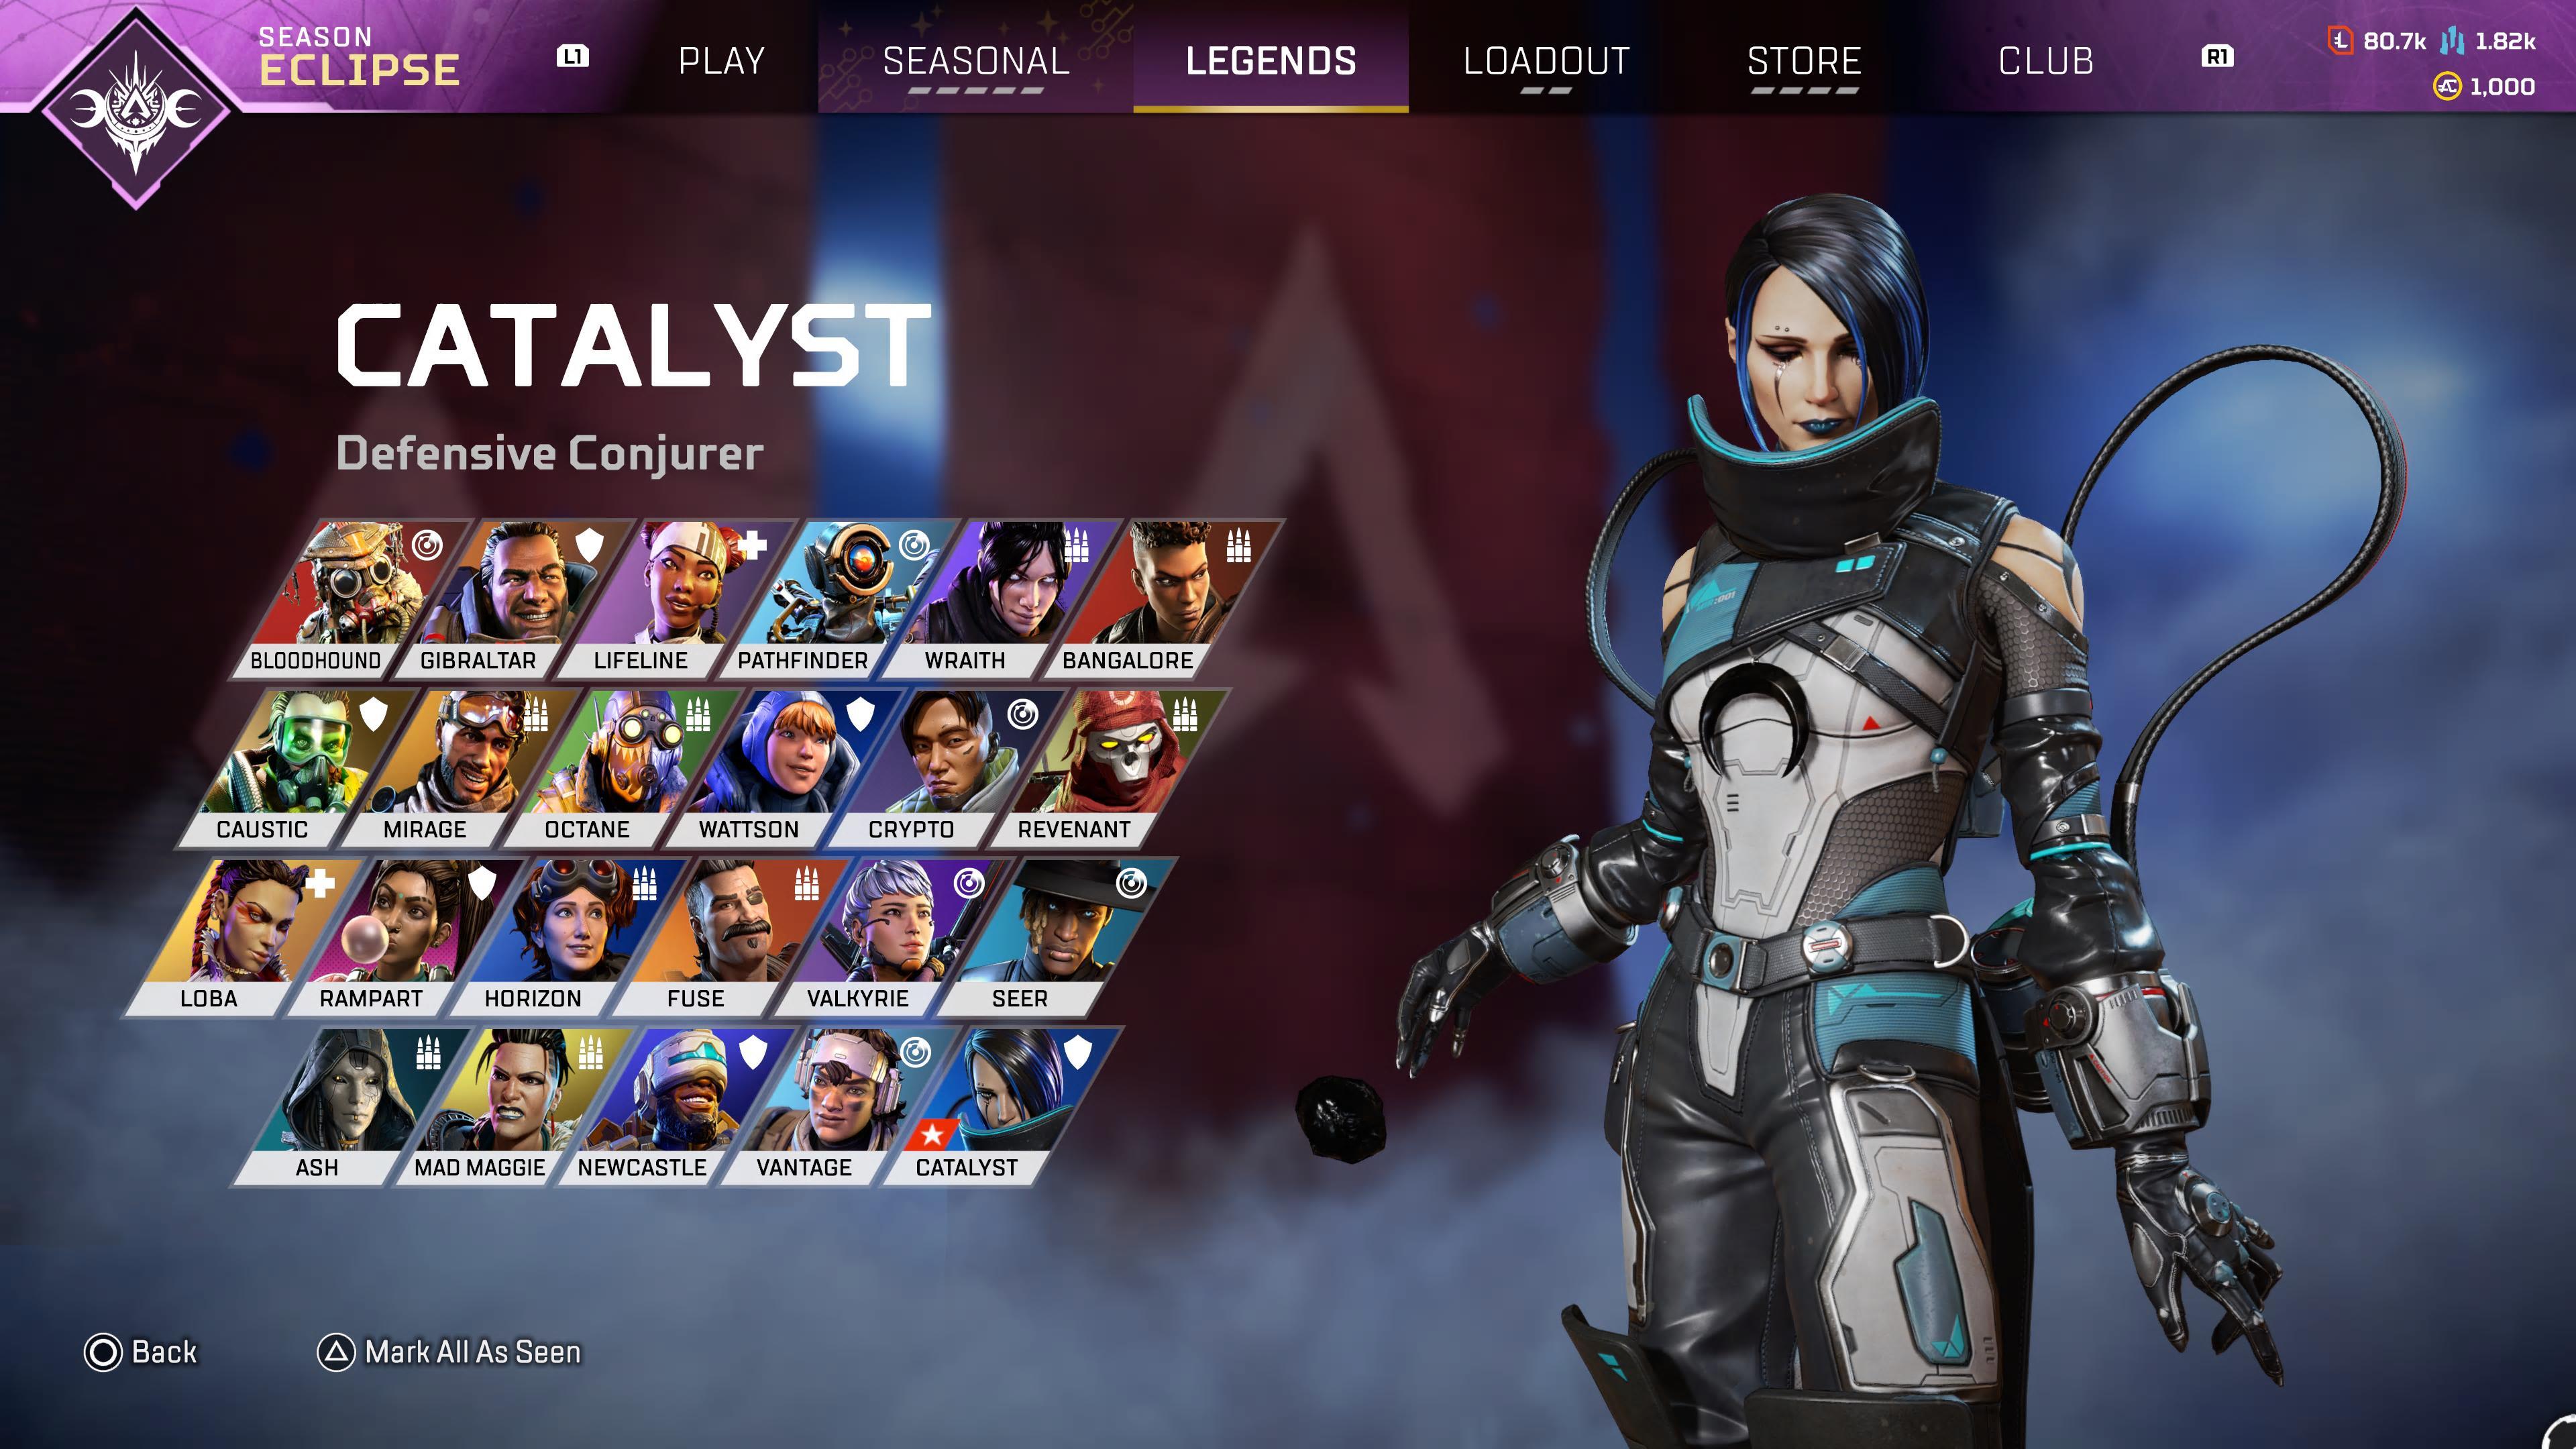 SEASON
ECLIPSE
L1
PLAY
SEASONAL
LEGENDS
LOADOUT
STORE
CLUB
R1
80.7k
1.82k
1,000
CATALYST
Defensive Conjurer
BLOODHOUND
GIBRALTAR
LIFELINE
PATHFINDER
WRAITH
BANGALORE
CAUSTIC
MIRAGE
OCTANE
WATTSON
CRYPTO
REVENANT
LOBA
RAMPART
HORIZON
FUSE
VALKYRIE
SEER
ASH
MAD MAGGIE
NEWCASTLE
VANTAGE
CATALYST
Back
Mark All As Seen